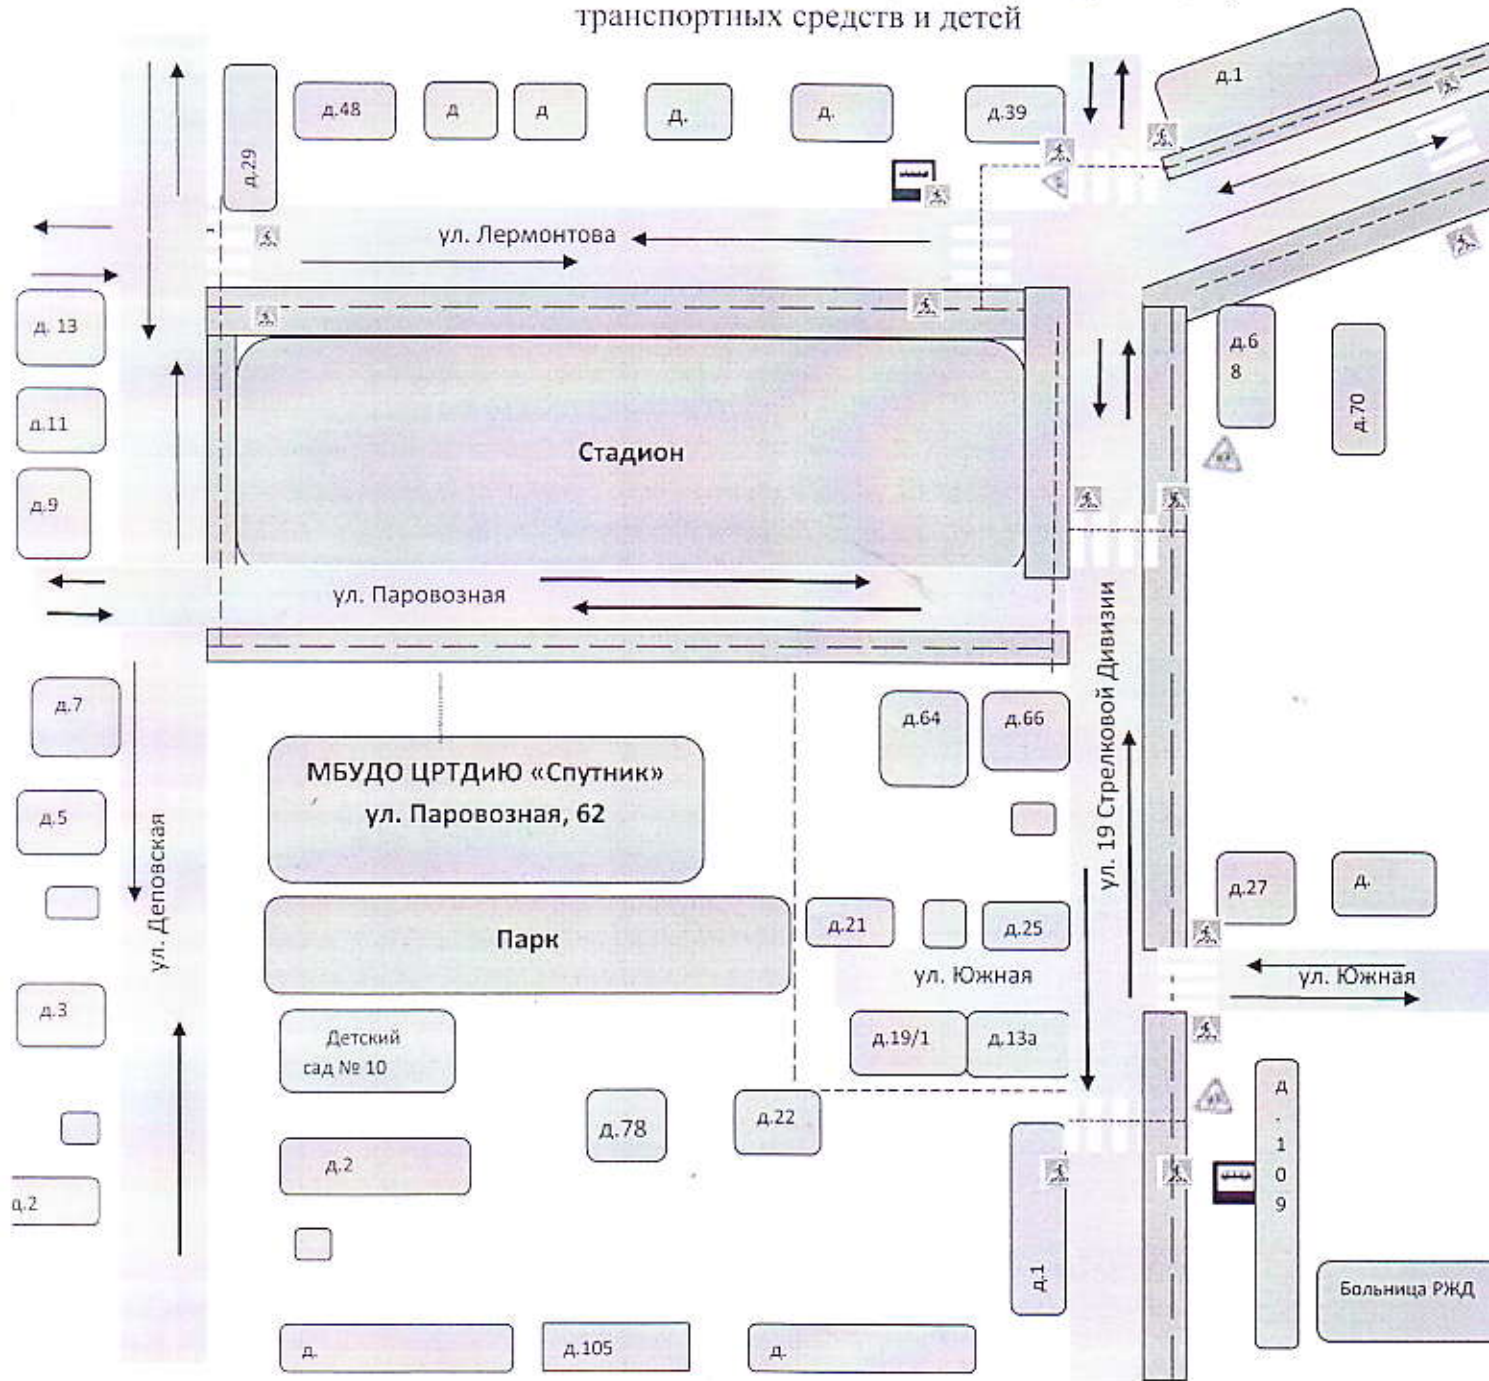 транспортных средств и детей
д.1
д.29
д.48
д
д
д.
д.
д.39
ул. Лермонтова
д. 13
д.11
д.9
Стадион
д.6
8
д.70
ул. Паровозная
ул. 19 Стрелковой Дивизии
д.7
д.5
ул. Деповская
д.3
д.2
МБУДО ЦРТДиЮ «Спутник»
ул. Паровозная, 62
д.64
д.66
Парк
д.21
д.25
д.27
д.
ул. Южная
ул. Южная
Детский
сад № 10
д.19/1
д.13а
д.78
д.22
д.2
д.1
д
.
1
0
9
Больница РЖД
д.
д.105
д.